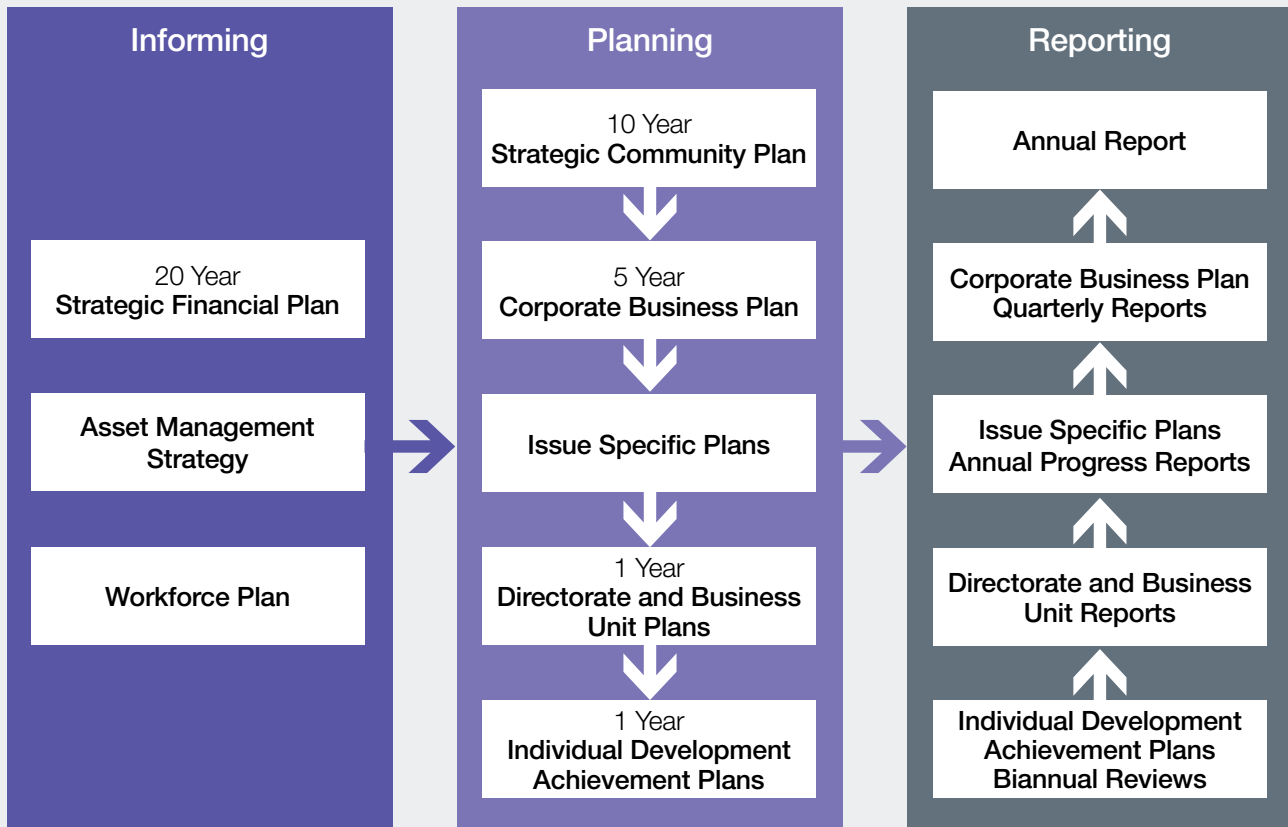 Informing
20 Year
Strategic Financial Plan
Asset Management
Strategy
Workforce Plan
Planning
10 Year
Strategic Community Plan
5 Year
Corporate Business Plan
Issue Specific Plans
1 Year
Directorate and Business
Unit Plans
1 Year
Individual Development
Achievement Plans
Reporting
Annual Report
Corporate Business Plan
Quarterly Reports
Issue Specific Plans
Annual Progress Reports
Directorate and Business
Unit Reports
Individual Development
Achievement Plans
Biannual Reviews